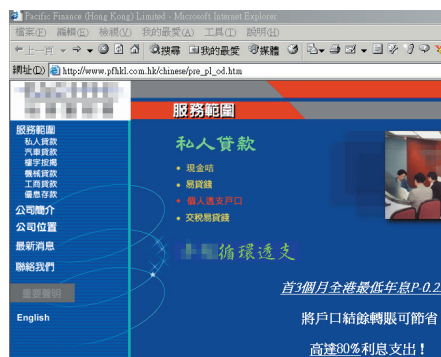 Pacific Finance (Hong Kong) Limited - Microsoft Internet Explorer
檔案(F) 編輯(E) 檢視(V) 我的最愛(A) 工具(T) 說明(H)
上一頁 搜尋 我的最愛 媒體
網址(D) http://www.pfhkl.com.hk/chinese/pre_pl_od.htm
服務範圍
服務範圍
私人貸款
汽車貸款
樓宇按揭
機械貸款
工商貸款
優息存款
公司簡介
公司位置
最新消息
聯絡我們
重要聲明
English
私人貸款
現金咭
易貸錢
個人透支戶口
交稅易貸錢
循環透支
首3個月全港最低年息P-0.2
將戶口結餘轉賬可節省
高達80%利息支出！